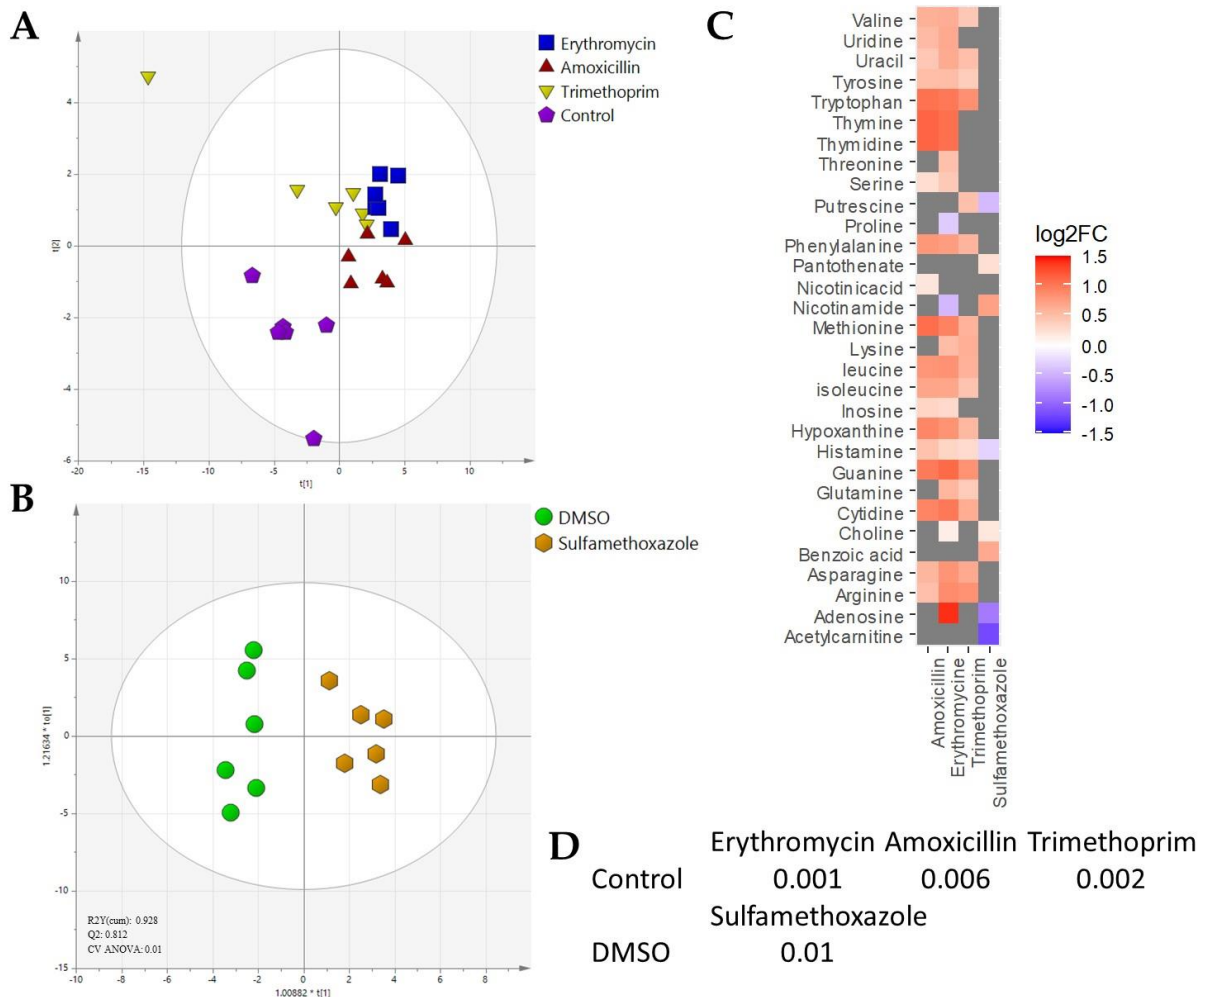 A
Erythromycin
Amoxicillin
Trimethoprim
Control
4
2
0
-2
-4
-6
t[2]
-20 -15 -10 -5 0 5 10
t[1]
B
DMSO
Sulfamethoxazole
10
5
0
-5
-10
-15
1.21634 * to[1]
R2Y(cum): 0.928
Q2: 0.812
CV ANOVA: 0.01
-10 -8 -6 -4 -2 0 2 4 6 8
1.00882 * t[1]
C
Valine
Uridine
Uracil
Tyrosine
Tryptophan
Thymine
Thymidine
Threonine
Serine
Putrescine
Proline
Phenylalanine
Pantothenate
Nicotinicacid
Nicotinamide
Methionine
Lysine
leucine
isoleucine
Inosine
Hypoxanthine
Histamine
Guanine
Glutamine
Cytidine
Choline
Benzoic acid
Asparagine
Arginine
Adenosine
Acetylcarnitine
Amoxicillin
Erythromycine
Trimethoprim
Sulfamethoxazole
log2FC
1.5
1.0
0.5
0.0
-0.5
-1.0
-1.5
D
Erythromycin Amoxicillin Trimethoprim
Control 0.001 0.006 0.002
Sulfamethoxazole
DMSO 0.01